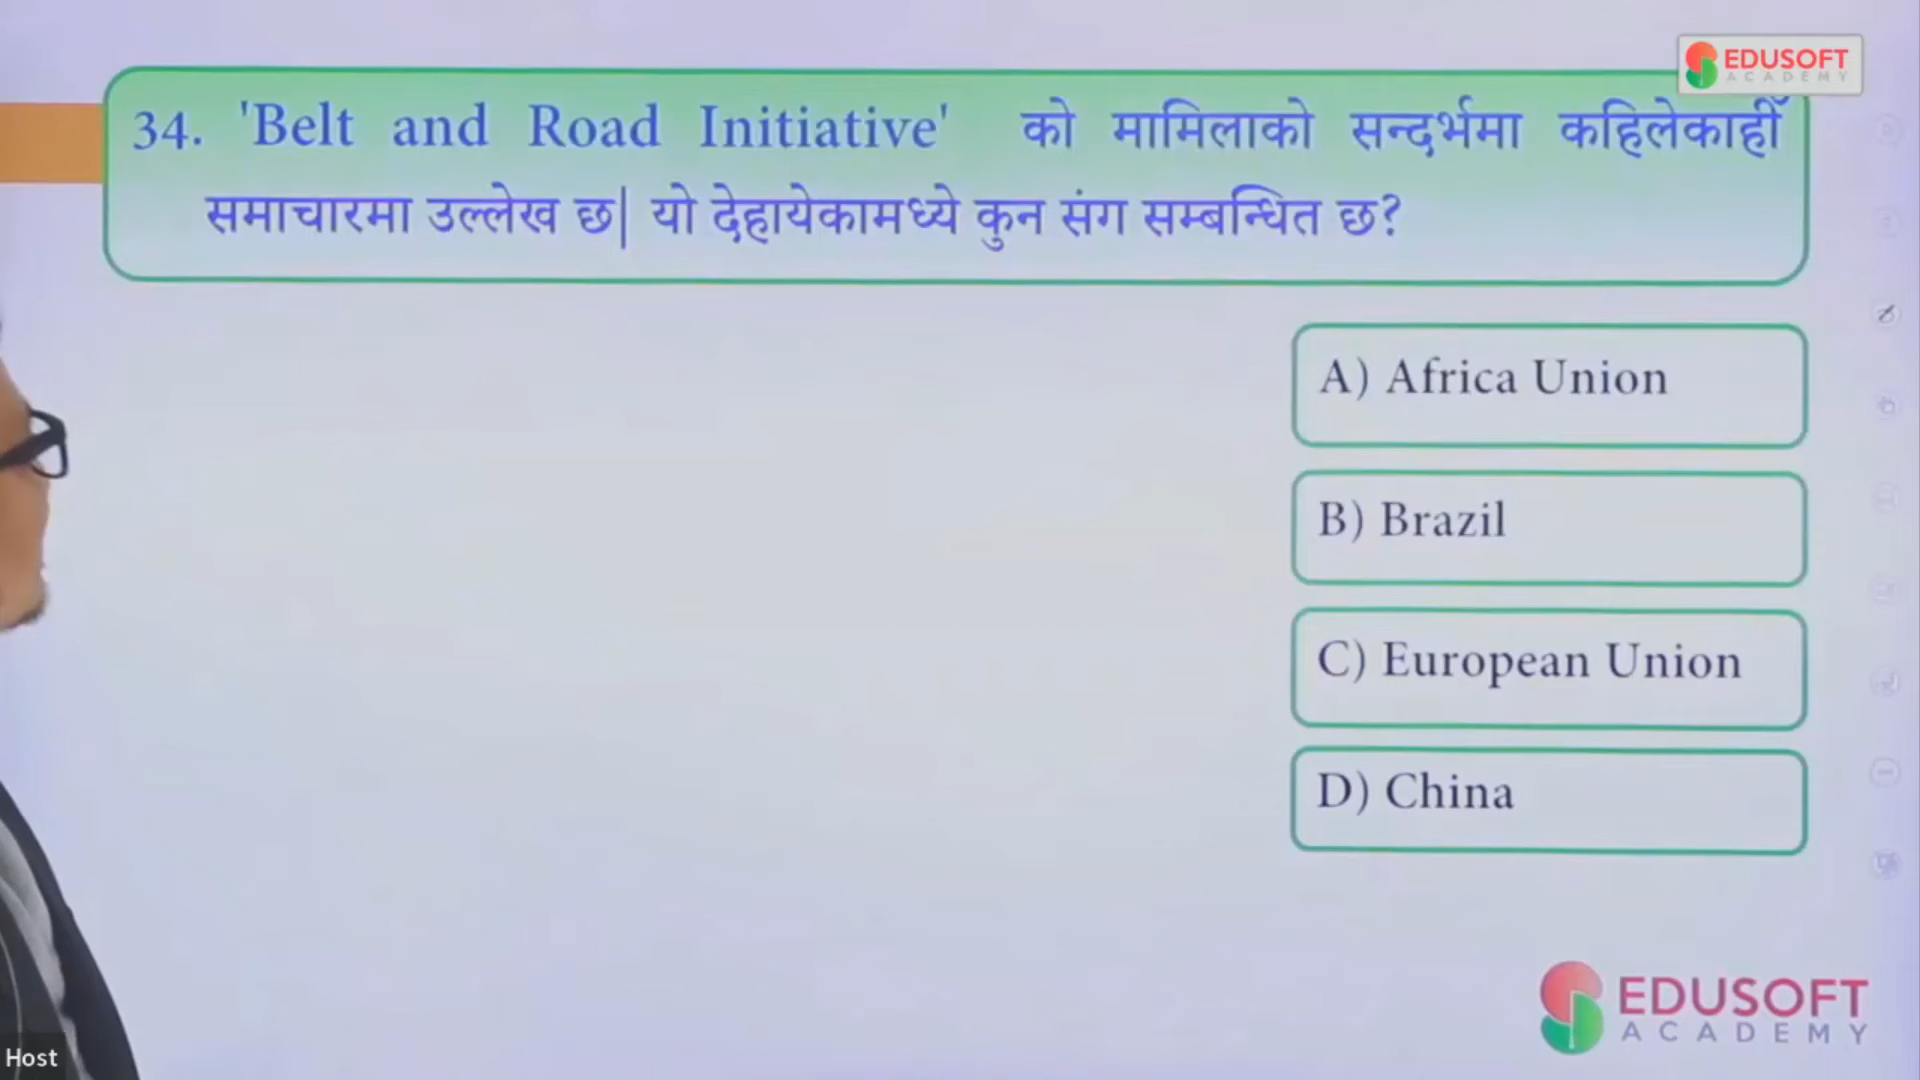 EDUSOFT
ACADEMY
34. 'Belt and Road Initiative' को मामिलाको सन्दर्भमा कहिलेकाहीँ
समाचारमा उल्लेख छ| यो देहायेकामध्ये कुन संग सम्बन्धित छ?
A) Africa Union
B) Brazil
C) European Union
D) China
EDUSOFT
ACADEMY
Host